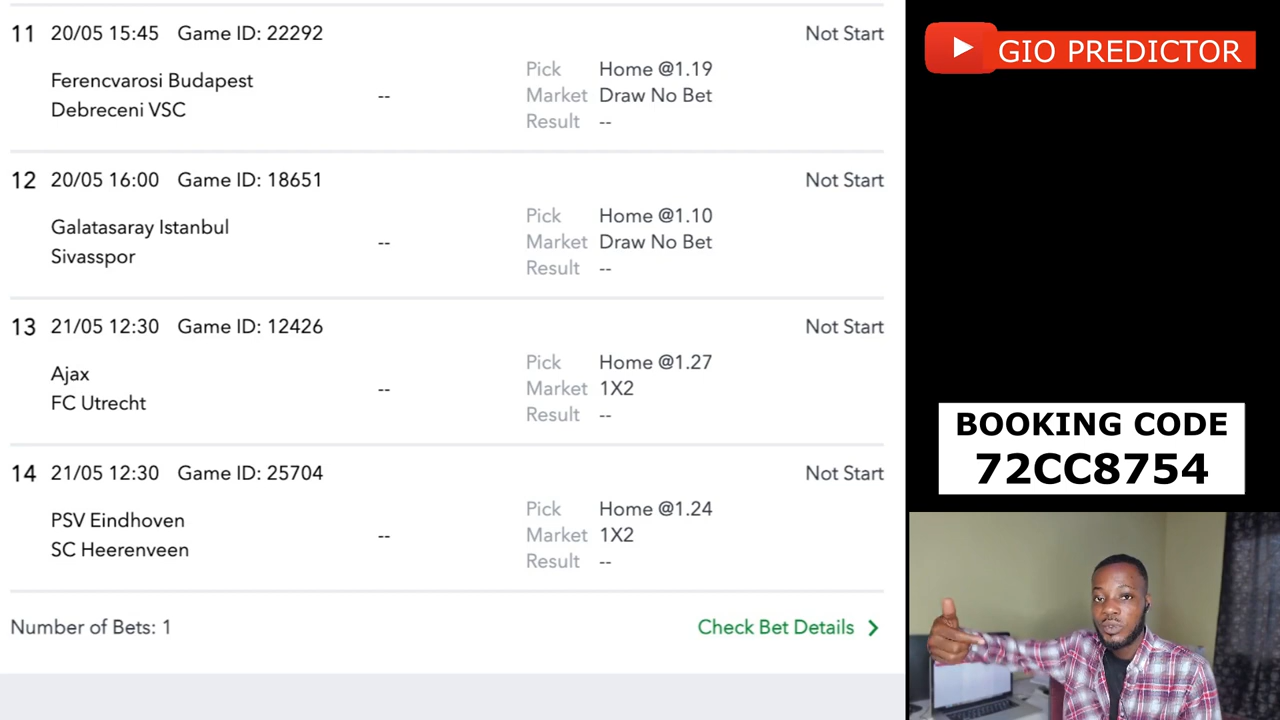 11 20/05 15:45 Game ID: 22292 Not Start
Ferencvarosi Budapest
Debreceni VSC
--
Pick Home @1.19
Market Draw No Bet
Result --
12 20/05 16:00 Game ID: 18651 Not Start
Galatasaray Istanbul
Sivasspor
--
Pick Home @1.10
Market Draw No Bet
Result --
13 21/05 12:30 Game ID: 12426 Not Start
Ajax
FC Utrecht
--
Pick Home @1.27
Market 1X2
Result --
14 21/05 12:30 Game ID: 25704 Not Start
PSV Eindhoven
SC Heerenveen
--
Pick Home @1.24
Market 1X2
Result --
Number of Bets: 1 Check Bet Details
GIO PREDICTOR
BOOKING CODE
72CC8754